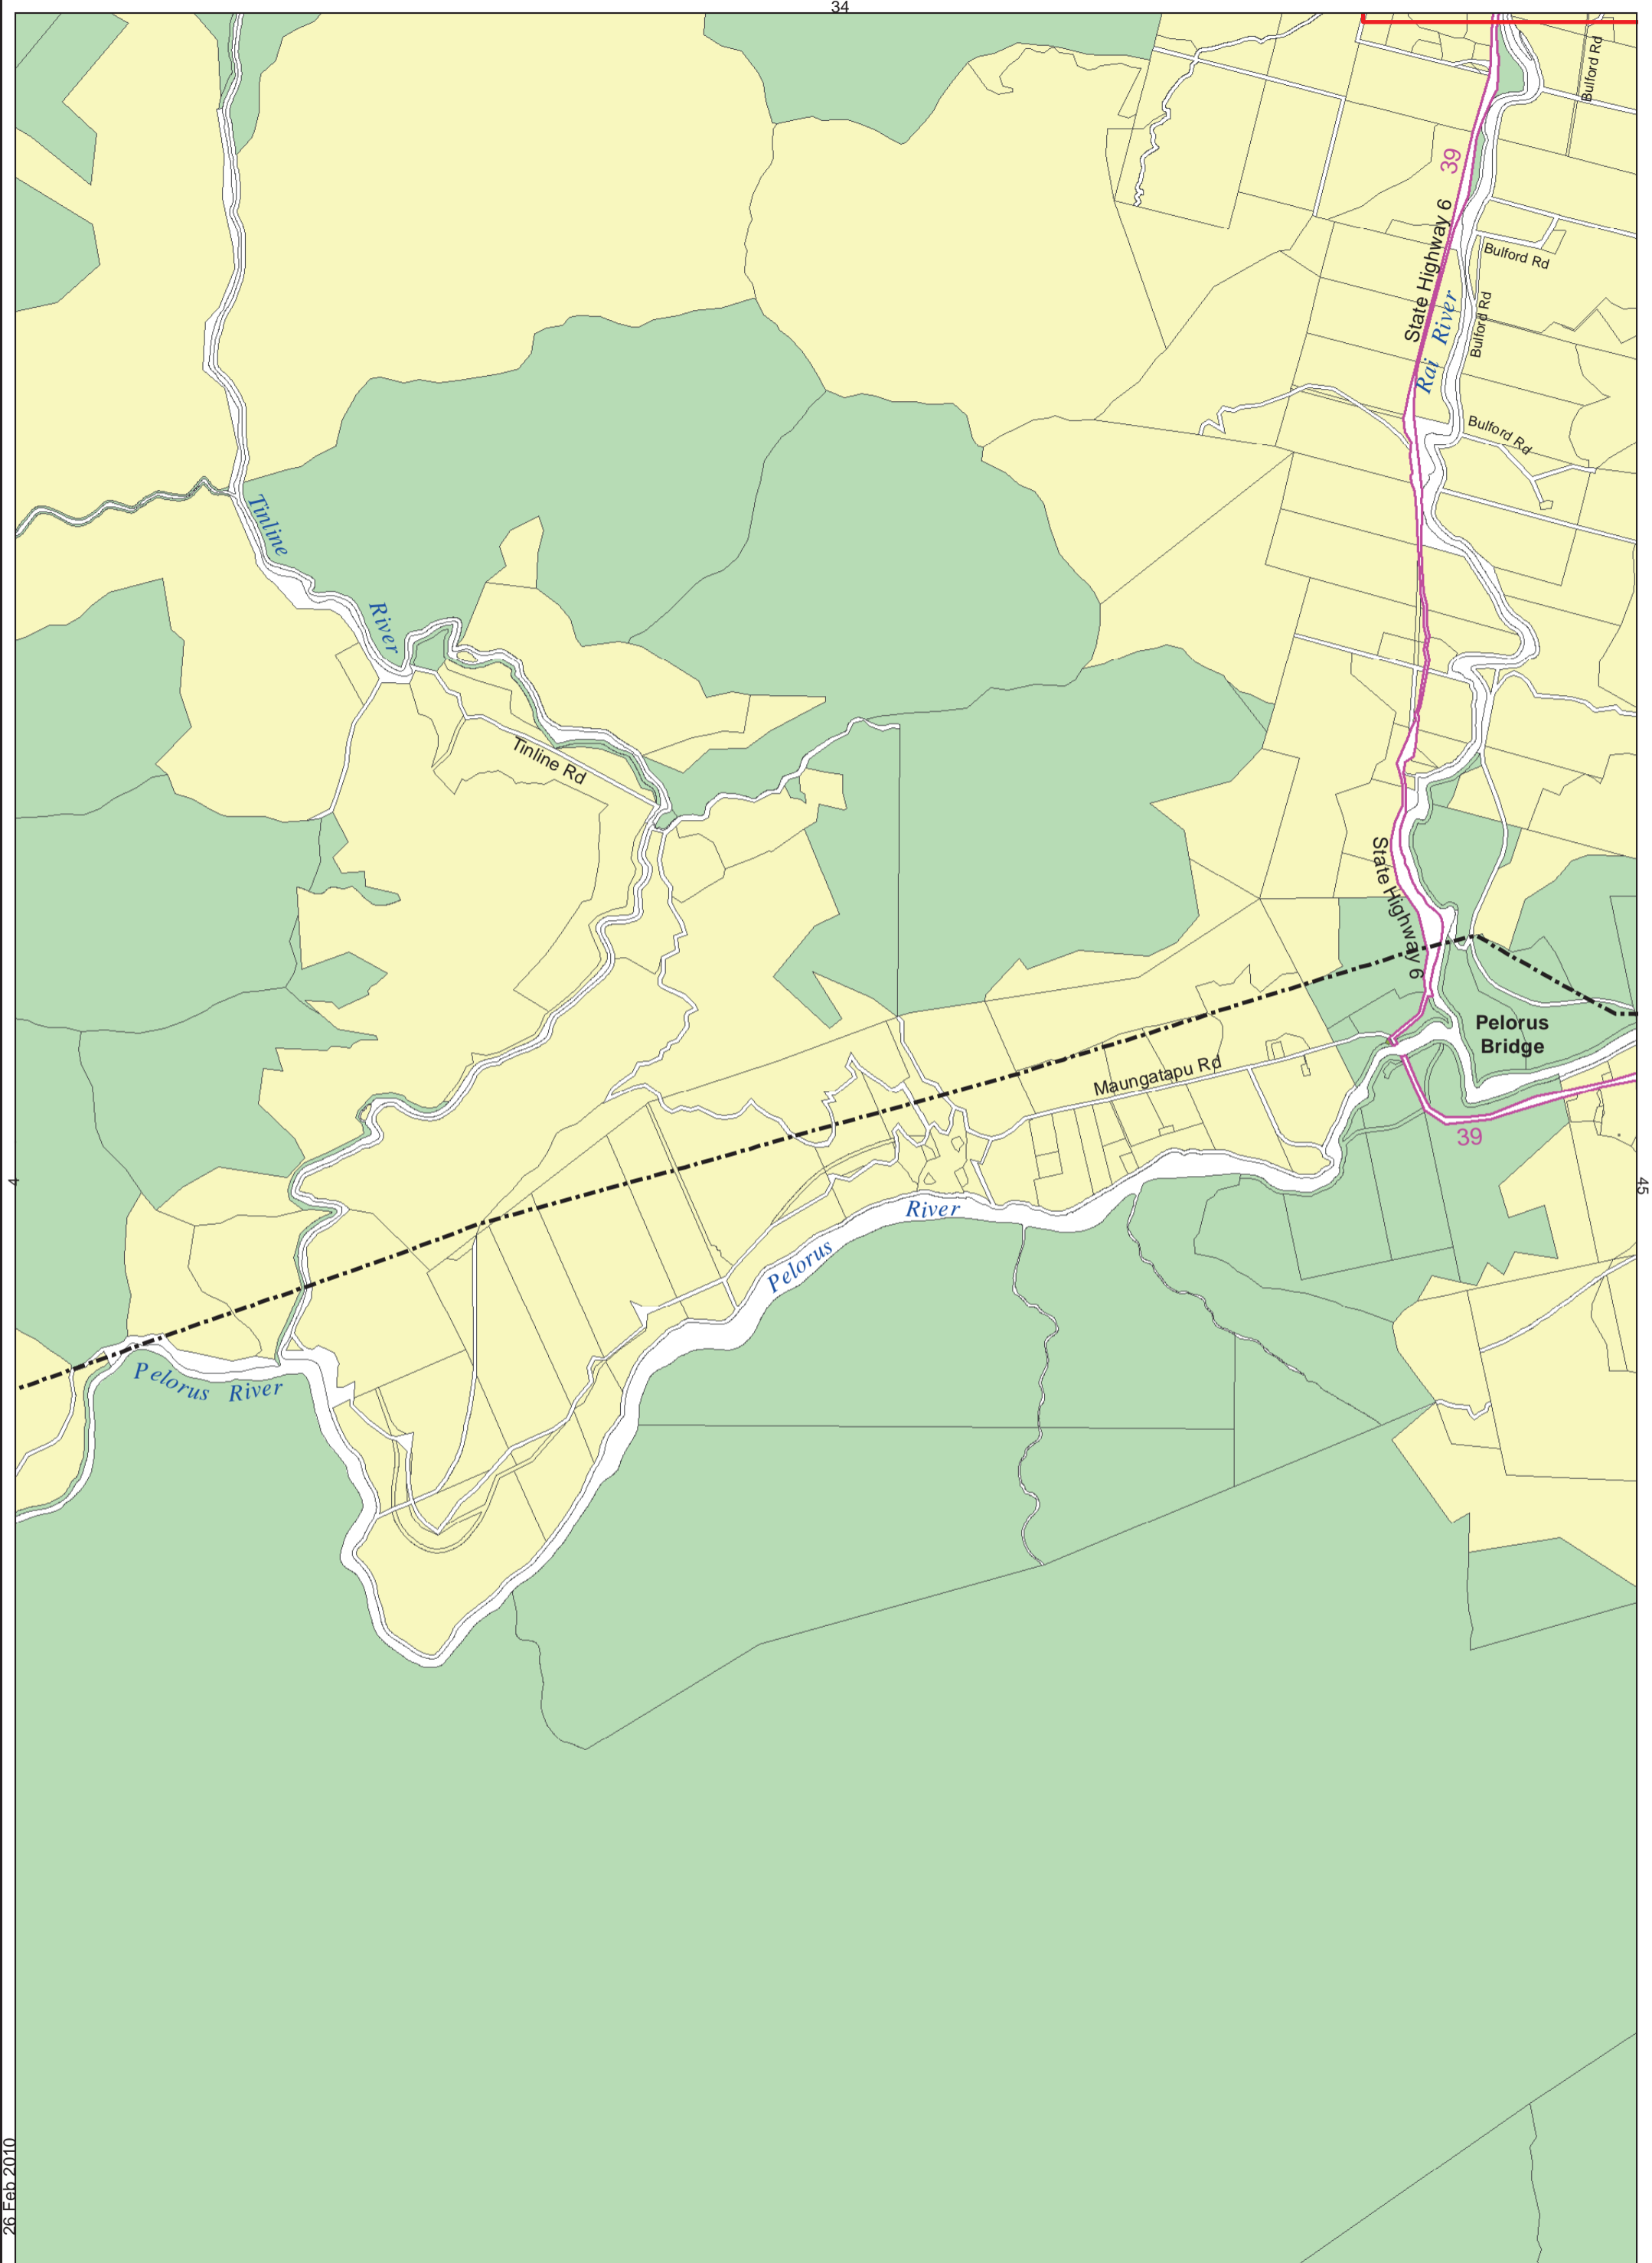 34
Bulford Rd
39
State Highway 6
Rai River
Bulford Rd
Bulford Rd
Bulford Rd
Tinline
River
Tinline Rd
State Highway 6
Pelorus
Bridge
Maungatapu Rd
39
4
45
River
Pelorus
Pelorus River
26 Feb 2010